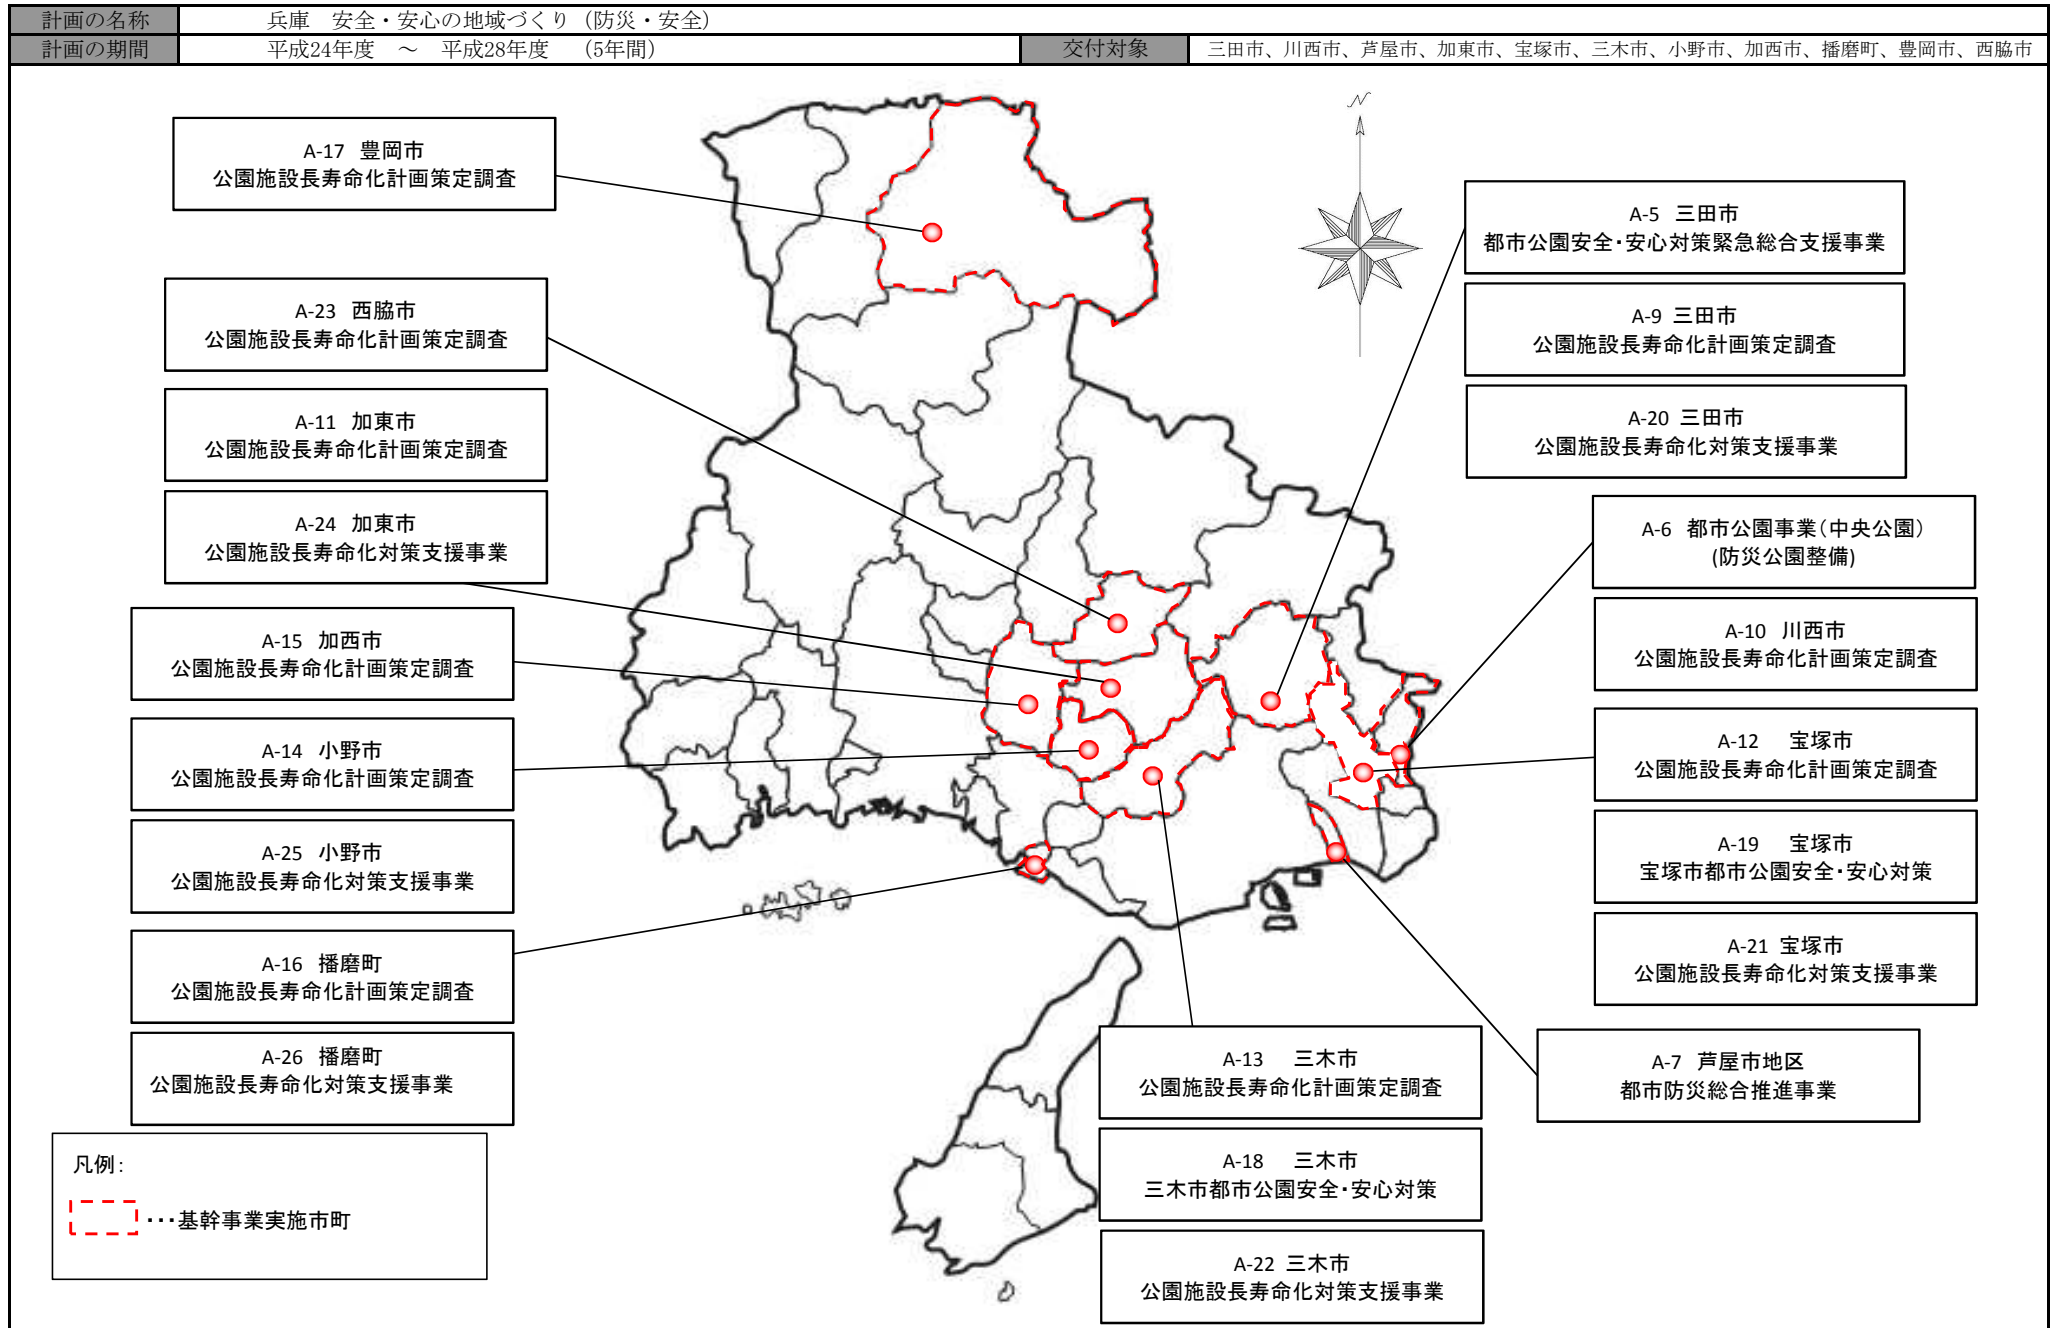 計画の名称 兵庫 安全・安心の地域づくり(防災・安全)
計画の期間 平成24年度 ～ 平成28年度 (5年間) 交付対象 三田市、川西市、芦屋市、加東市、宝塚市、三木市、小野市、加西市、播磨町、豊岡市、西脇市
A-17 豊岡市
公園施設長寿命化計画策定調査
A-23 西脇市
公園施設長寿命化計画策定調査
A-11 加東市
公園施設長寿命化計画策定調査
A-24 加東市
公園施設長寿命化対策支援事業
A-15 加西市
公園施設長寿命化計画策定調査
A-14 小野市
公園施設長寿命化計画策定調査
A-25 小野市
公園施設長寿命化対策支援事業
A-16 播磨町
公園施設長寿命化計画策定調査
A-26 播磨町
公園施設長寿命化対策支援事業
凡例:
・・・基幹事業実施市町
N
A-5 三田市
都市公園安全・安心対策緊急総合支援事業
A-9 三田市
公園施設長寿命化計画策定調査
A-20 三田市
公園施設長寿命化対策支援事業
A-6 都市公園事業(中央公園)
(防災公園整備)
A-10 川西市
公園施設長寿命化計画策定調査
A-12 宝塚市
公園施設長寿命化計画策定調査
A-19 宝塚市
宝塚市都市公園安全・安心対策
A-21 宝塚市
公園施設長寿命化対策支援事業
A-7 芦屋市地区
都市防災総合推進事業
A-13 三木市
公園施設長寿命化計画策定調査
A-18 三木市
三木市都市公園安全・安心対策
A-22 三木市
公園施設長寿命化対策支援事業